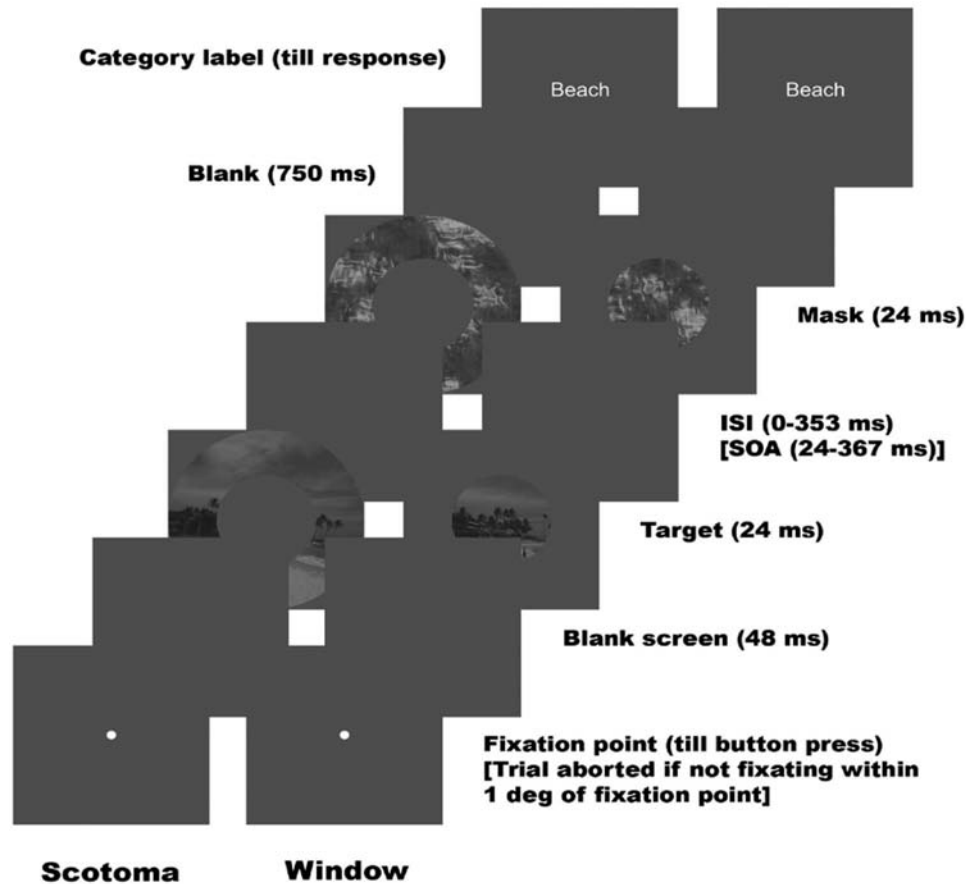 Category label (till response)
Beach
Beach
Blank (750 ms)
Mask (24 ms)
ISI (0-353 ms)
[SOA (24-367 ms)]
Target (24 ms)
Blank screen (48 ms)
Fixation point (till button press)
[Trial aborted if not fixating within
1 deg of fixation point]
Scotoma
Window